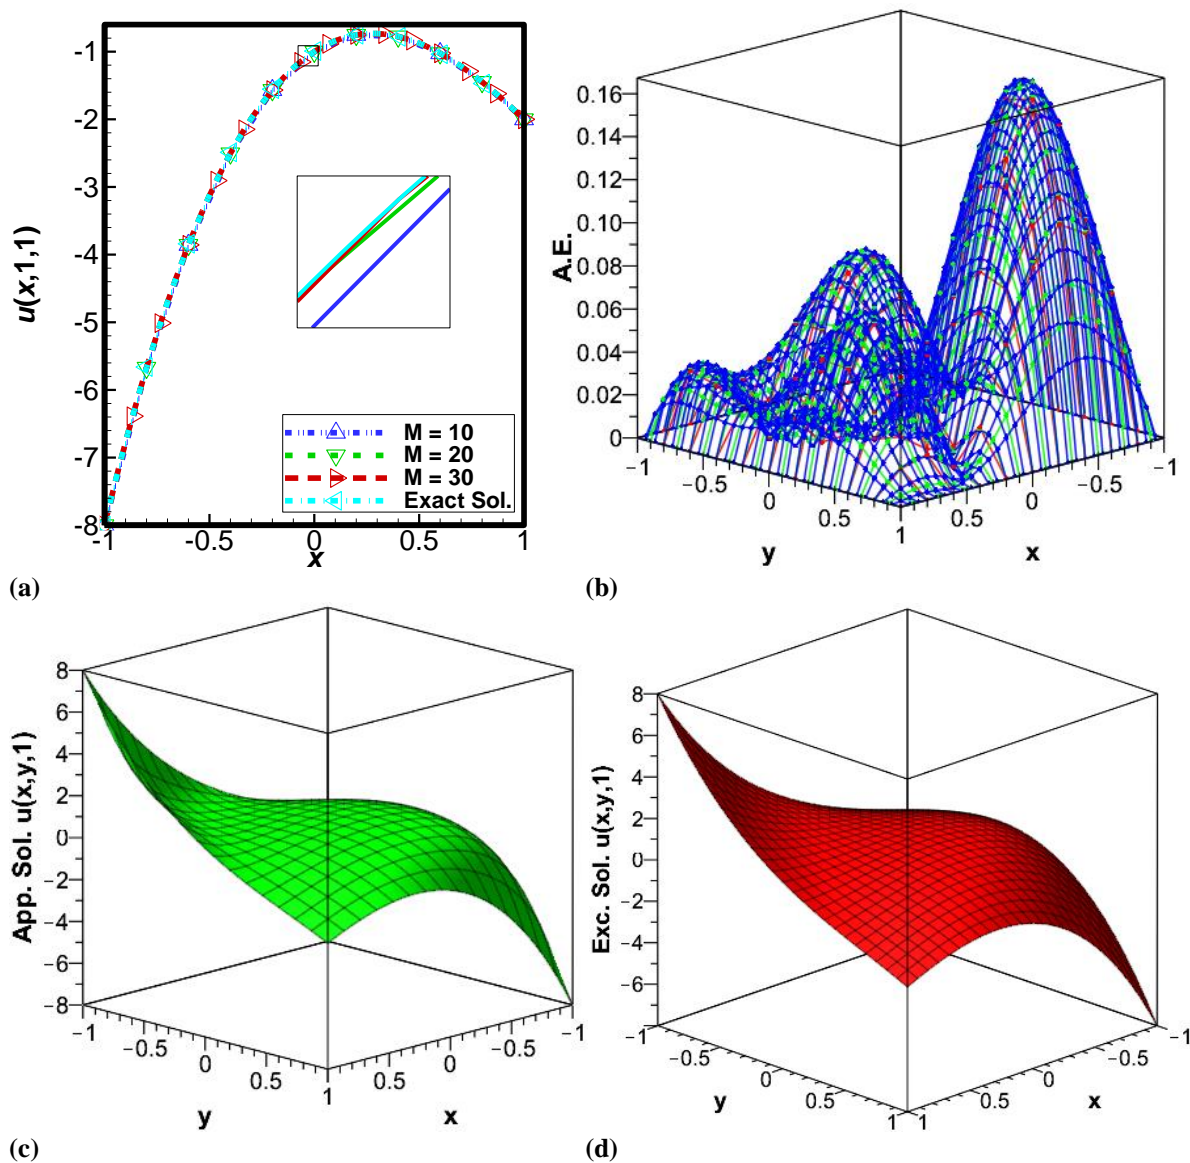 -1
-2
-3
-4
-5
-6
-7
-8
u(x,1,1)
-1 -0.5 0 0.5 1
x
M = 10
M = 20
M = 30
Exact Sol.
(a)
0.16
0.14
0.12
0.10
0.08
0.06
0.04
0.02
0
A.E.
-1 -0.5 0 0.5 1
y
0.5 0 -0.5 -1
x
(b)
8
6
4
2
0
-2
-4
-6
-8
App. Sol. u(x,y,1)
-1 -0.5 0 0.5 1
y
0.5 0 -0.5 -1
x
(c)
8
6
4
2
0
-2
-4
-6
Exc. Sol. u(x,y,1)
-1 -0.5 0 0.5 1
y
1 0.5 0 -0.5 -1
x
(d)